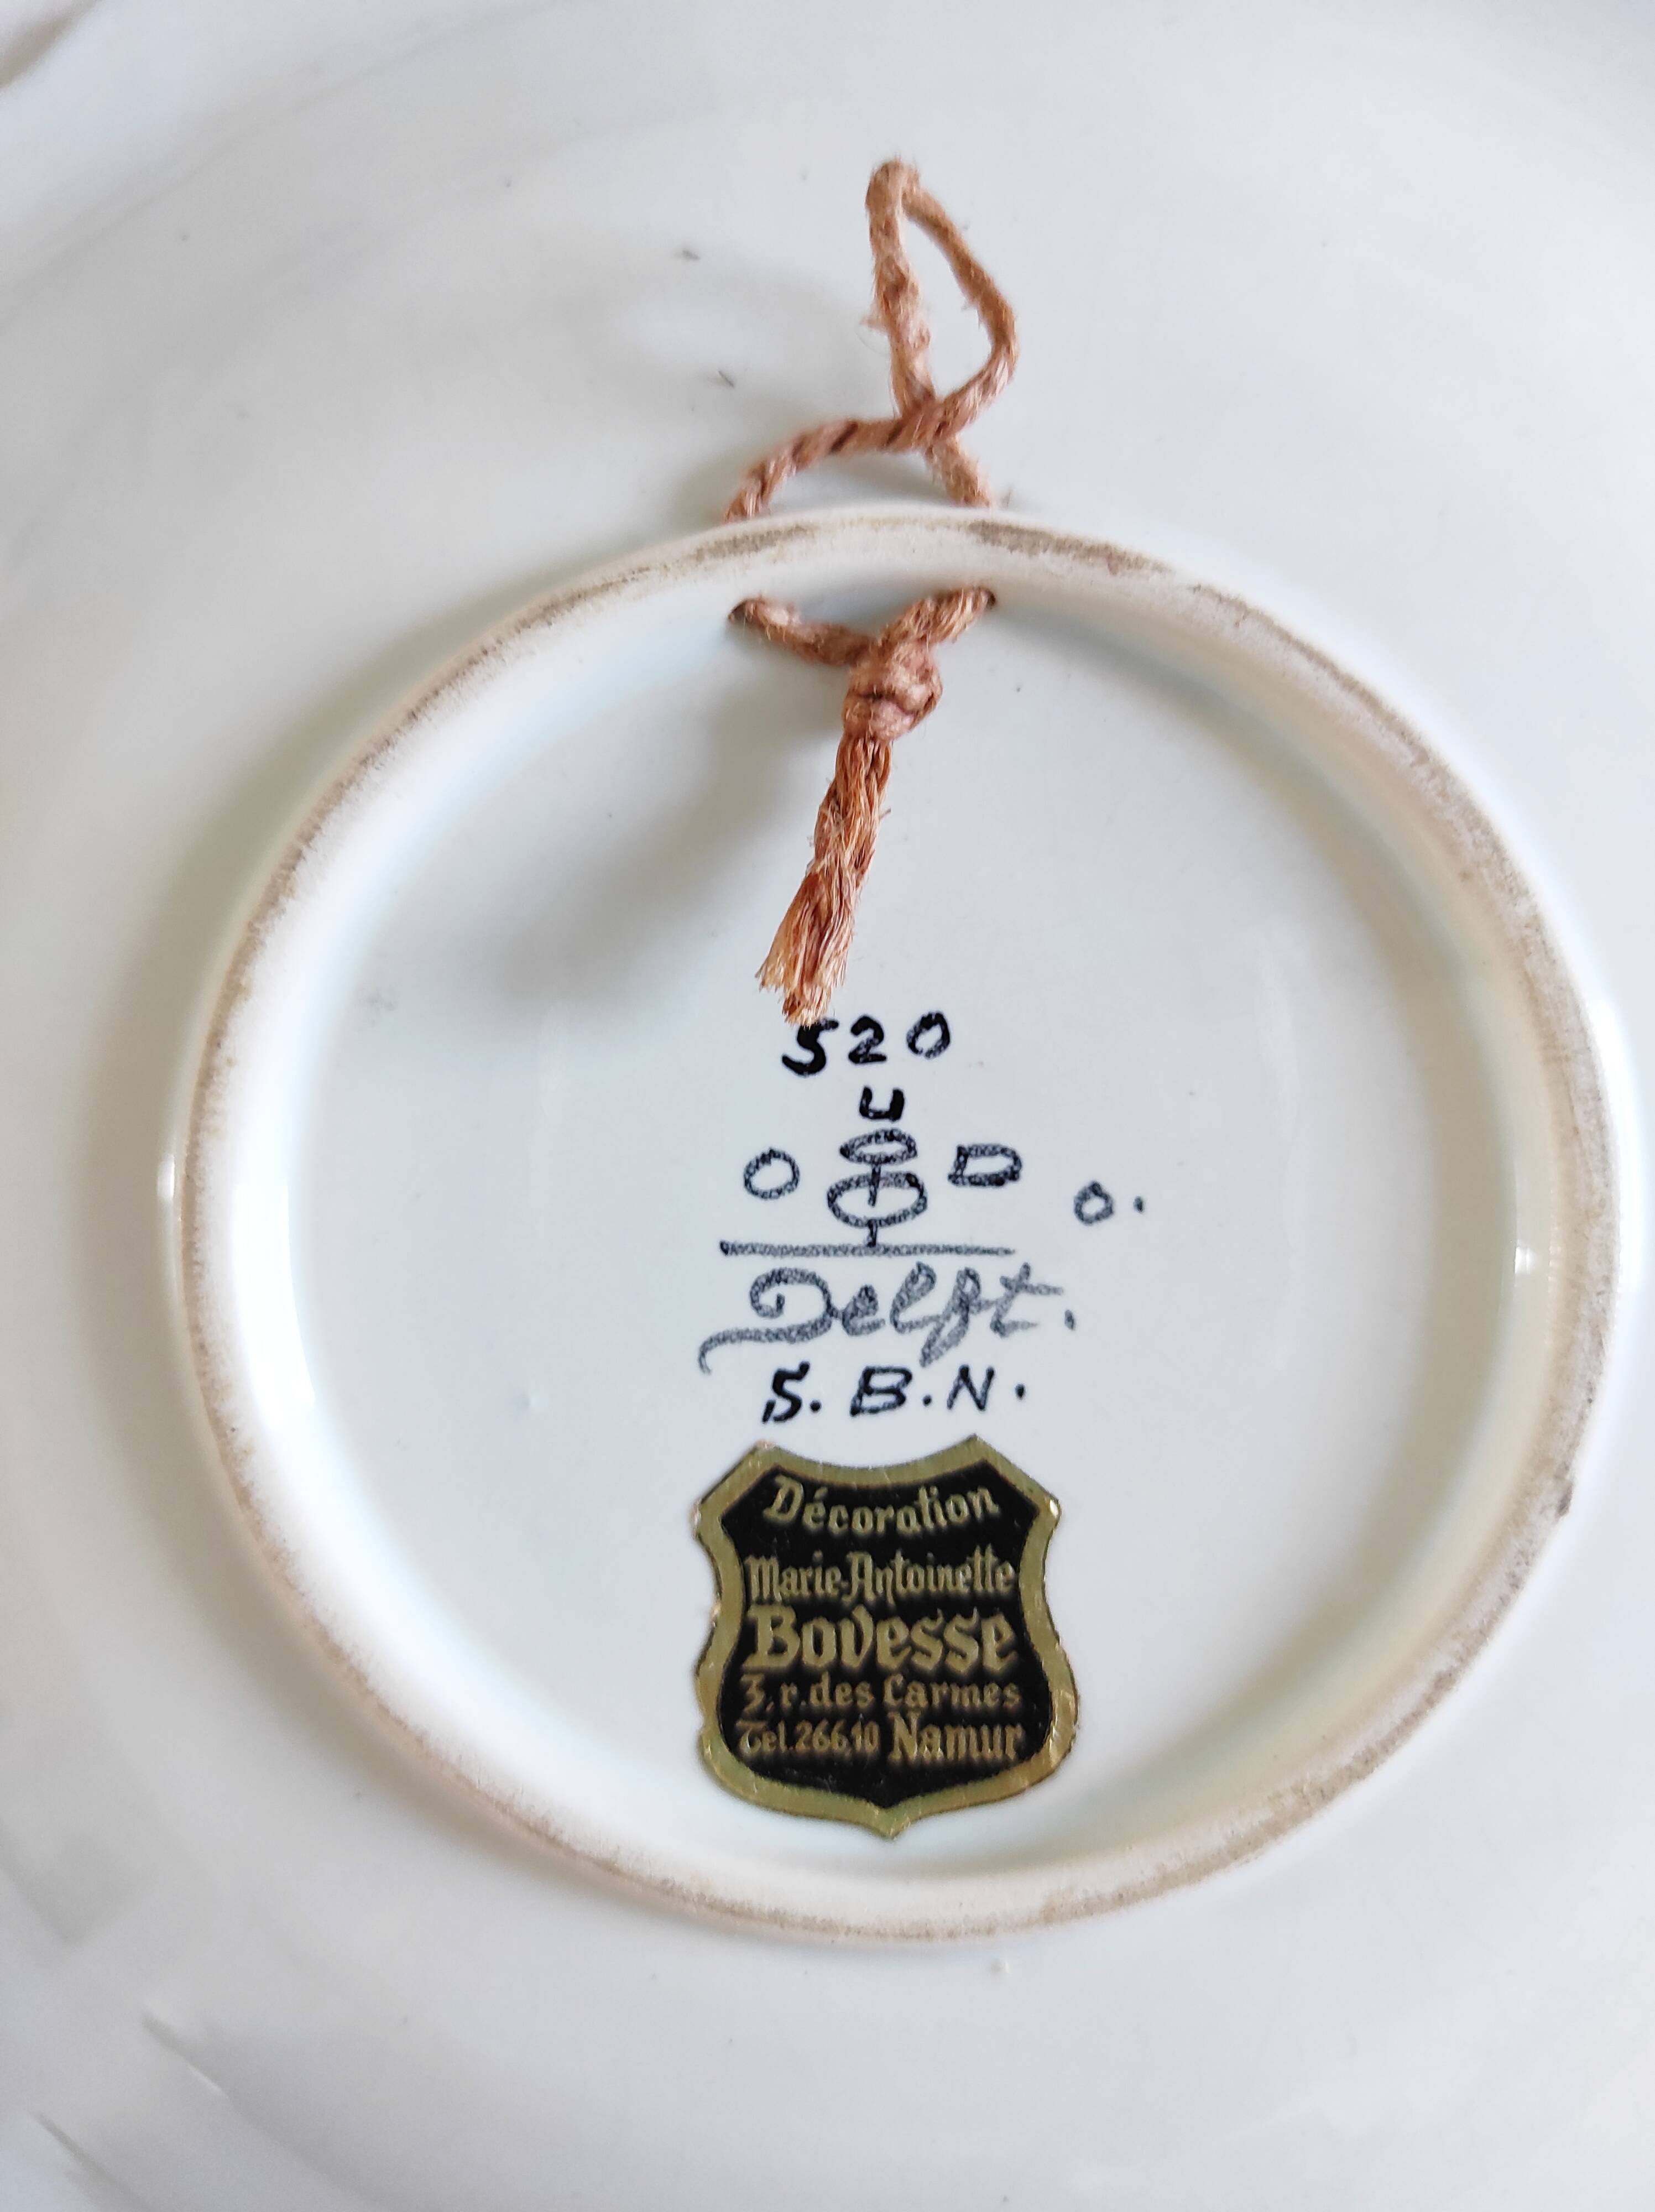 520
U
O D
o.
Delft.
S. B. N.
Décoration
Marie-Antoinette
Bovesse
3, r. des Carmes
Tel. 266.10 Namur